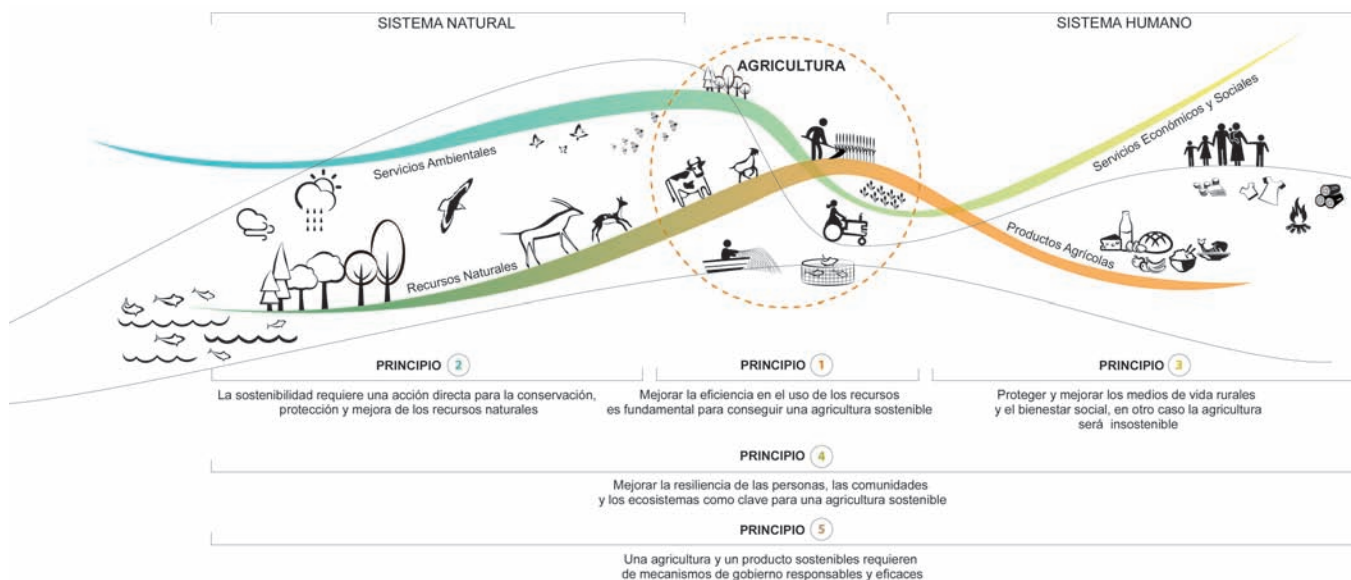 SISTEMA NATURAL
SISTEMA HUMANO
AGRICULTURA
Servicios Ambientales
Servicios Económicos y Sociales
Recursos Naturales
Productos Agrícolas
PRINCIPIO 2
La sostenibilidad requiere una acción directa para la conservación,
protección y mejora de los recursos naturales
PRINCIPIO 1
Mejorar la eficiencia en el uso de los recursos
es fundamental para conseguir una agricultura sostenible
PRINCIPIO 3
Proteger y mejorar los medios de vida rurales
y el bienestar social, en otro caso la agricultura
será insostenible
PRINCIPIO 4
Mejorar la resiliencia de las personas, las comunidades
y los ecosistemas como clave para una agricultura sostenible
PRINCIPIO 5
Una agricultura y un producto sostenibles requieren
de mecanismos de gobierno responsables y eficaces